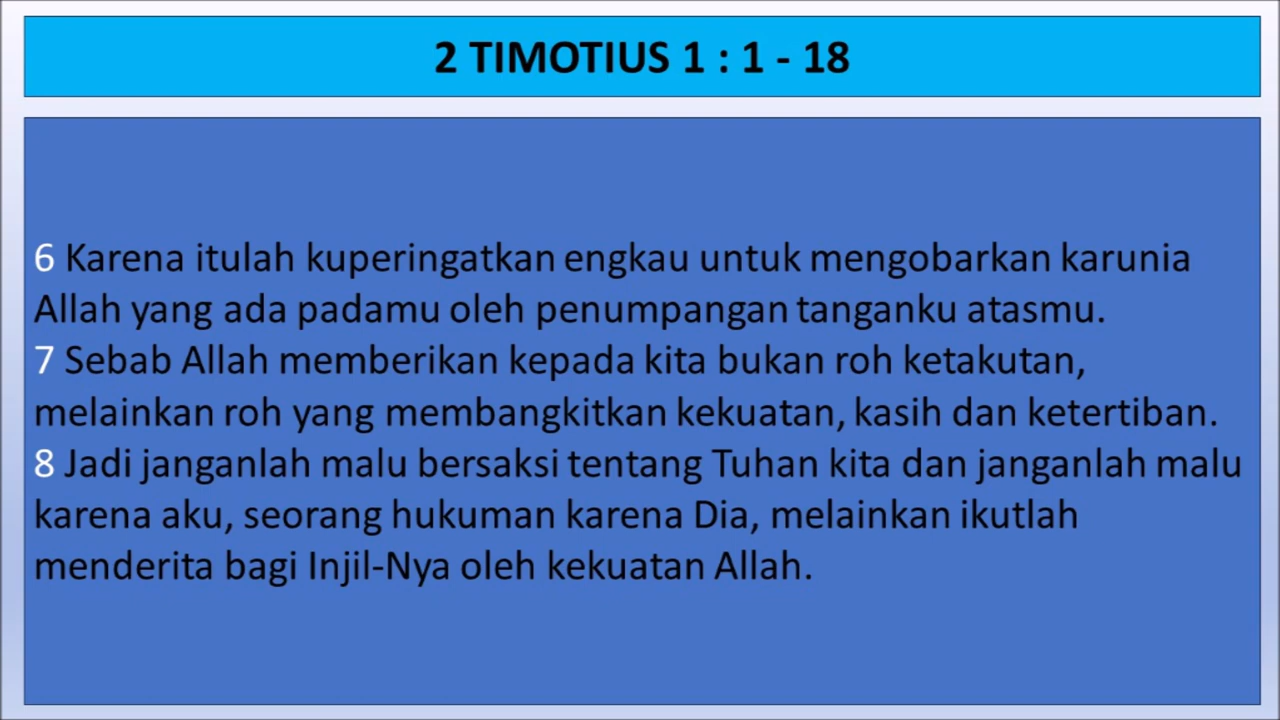 2 TIMOTIUS 1 : 1 - 18
6 Karena itulah kuperingatkan engkau untuk mengobarkan karunia
Allah yang ada padamu oleh penumpangan tanganku atasmu.
7 Sebab Allah memberikan kepada kita bukan roh ketakutan,
melainkan roh yang membangkitkan kekuatan, kasih dan ketertiban.
8 Jadi janganlah malu bersaksi tentang Tuhan kita dan janganlah malu
karena aku, seorang hukuman karena Dia, melainkan ikutlah
menderita bagi Injil-Nya oleh kekuatan Allah.